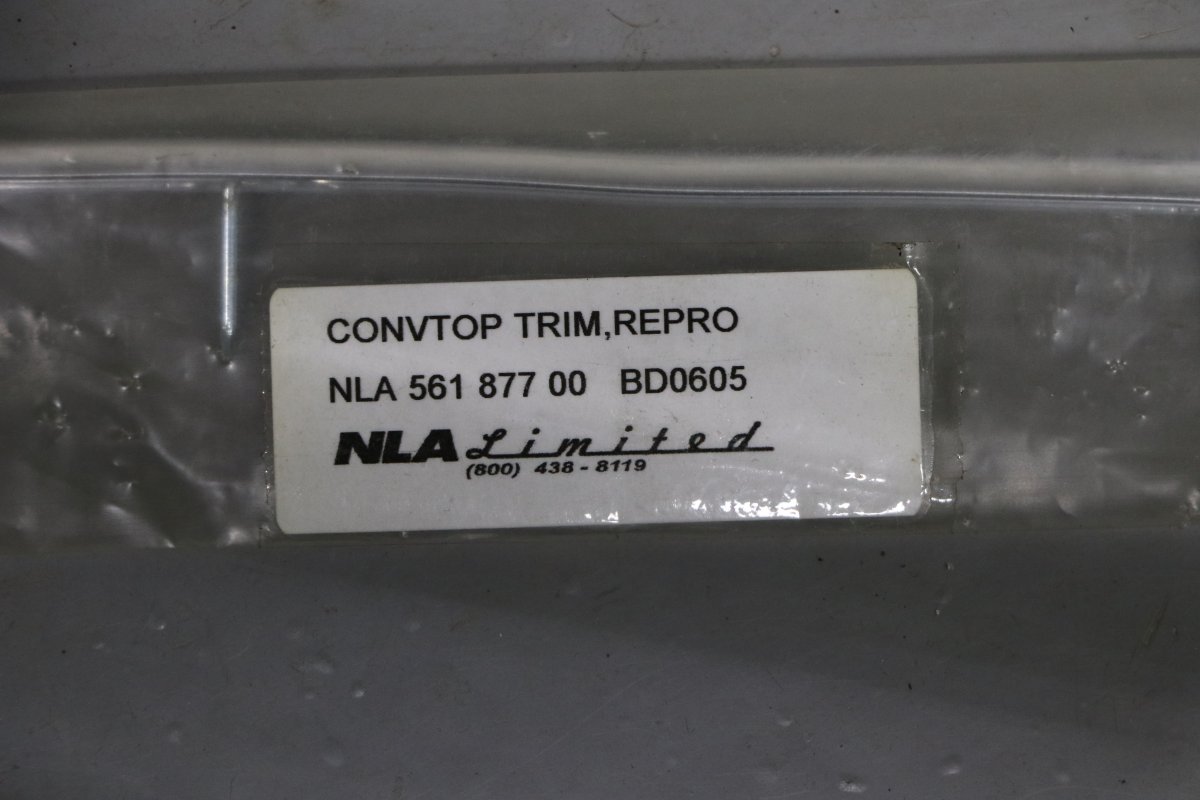 CONVTOP TRIM,REPRO
NLA 561 877 00 BD0605
NLA Limited
(800) 438-8119